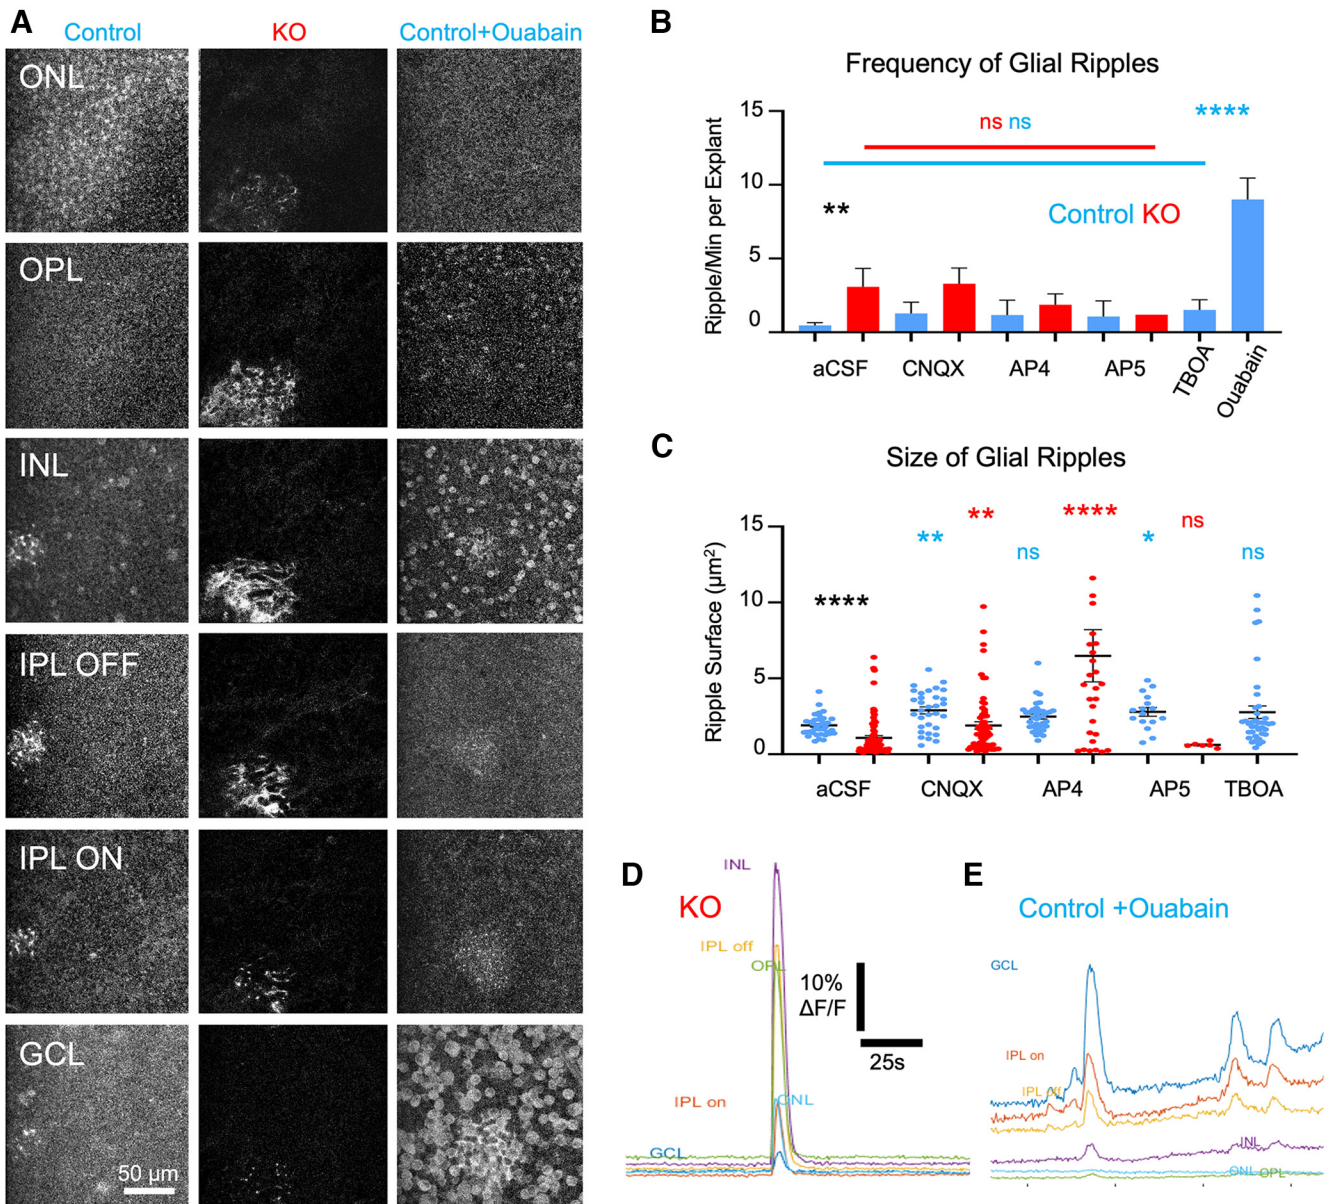 A
Control
KO
Control+Ouabain
ONL
OPL
INL
IPL OFF
IPL ON
GCL
50 µm
B
Frequency of Glial Ripples
Ripple/Min per Explant
15
10
5
0
ns ns
****
**
Control KO
aCSF
CNQX
AP4
AP5
TBOA
Ouabain
C
Size of Glial Ripples
Ripple Surface (µm²)
15
10
5
0
****
**
**
ns
****
*
ns
ns
aCSF
CNQX
AP4
AP5
TBOA
D
KO
INL
IPL off
OPL
10%
ΔF/F
25s
IPL on
ONL
GCL
E
Control +Ouabain
GCL
IPL on
IPL off
INL
ONL
OPL